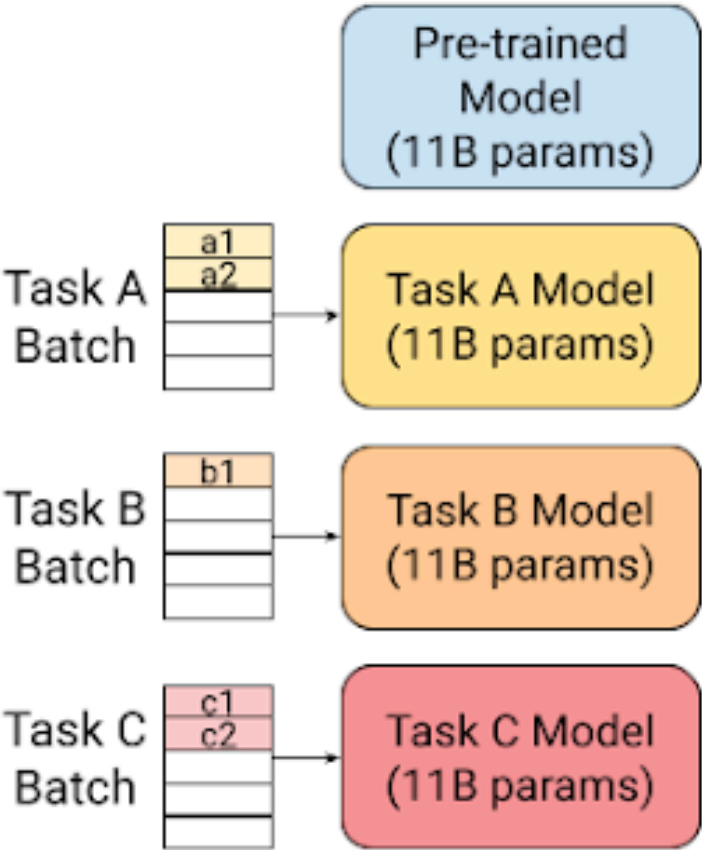 Pre-trained
Model
(11B params)
a1
a2
Task A
Batch
Task A Model
(11B params)
b1
Task B
Batch
Task B Model
(11B params)
c1
c2
Task C
Batch
Task C Model
(11B params)